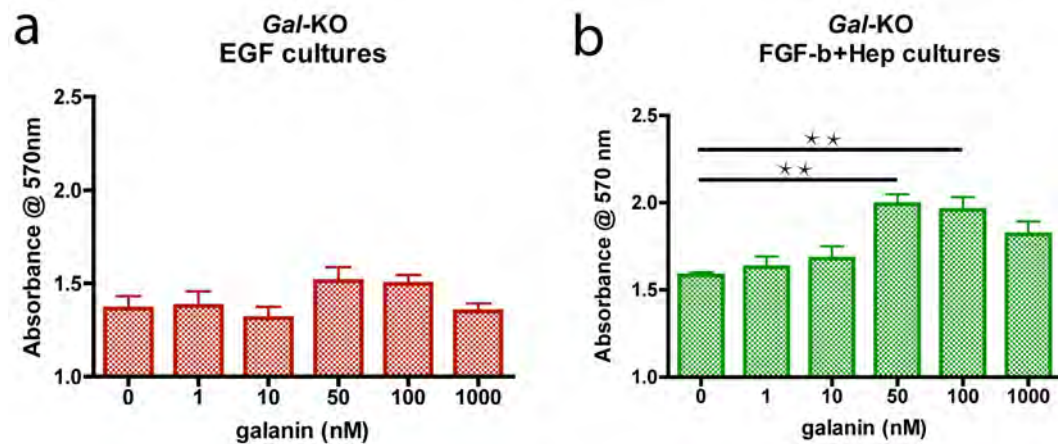 a
Gal-KO
EGF cultures
Absorbance @ 570nm
2.5
2.0
1.5
1.0
0 1 10 50 100 1000
galanin (nM)
b
Gal-KO
FGF-b+Hep cultures
Absorbance @ 570 nm
2.5
2.0
1.5
1.0
**
**
0 1 10 50 100 1000
galanin (nM)